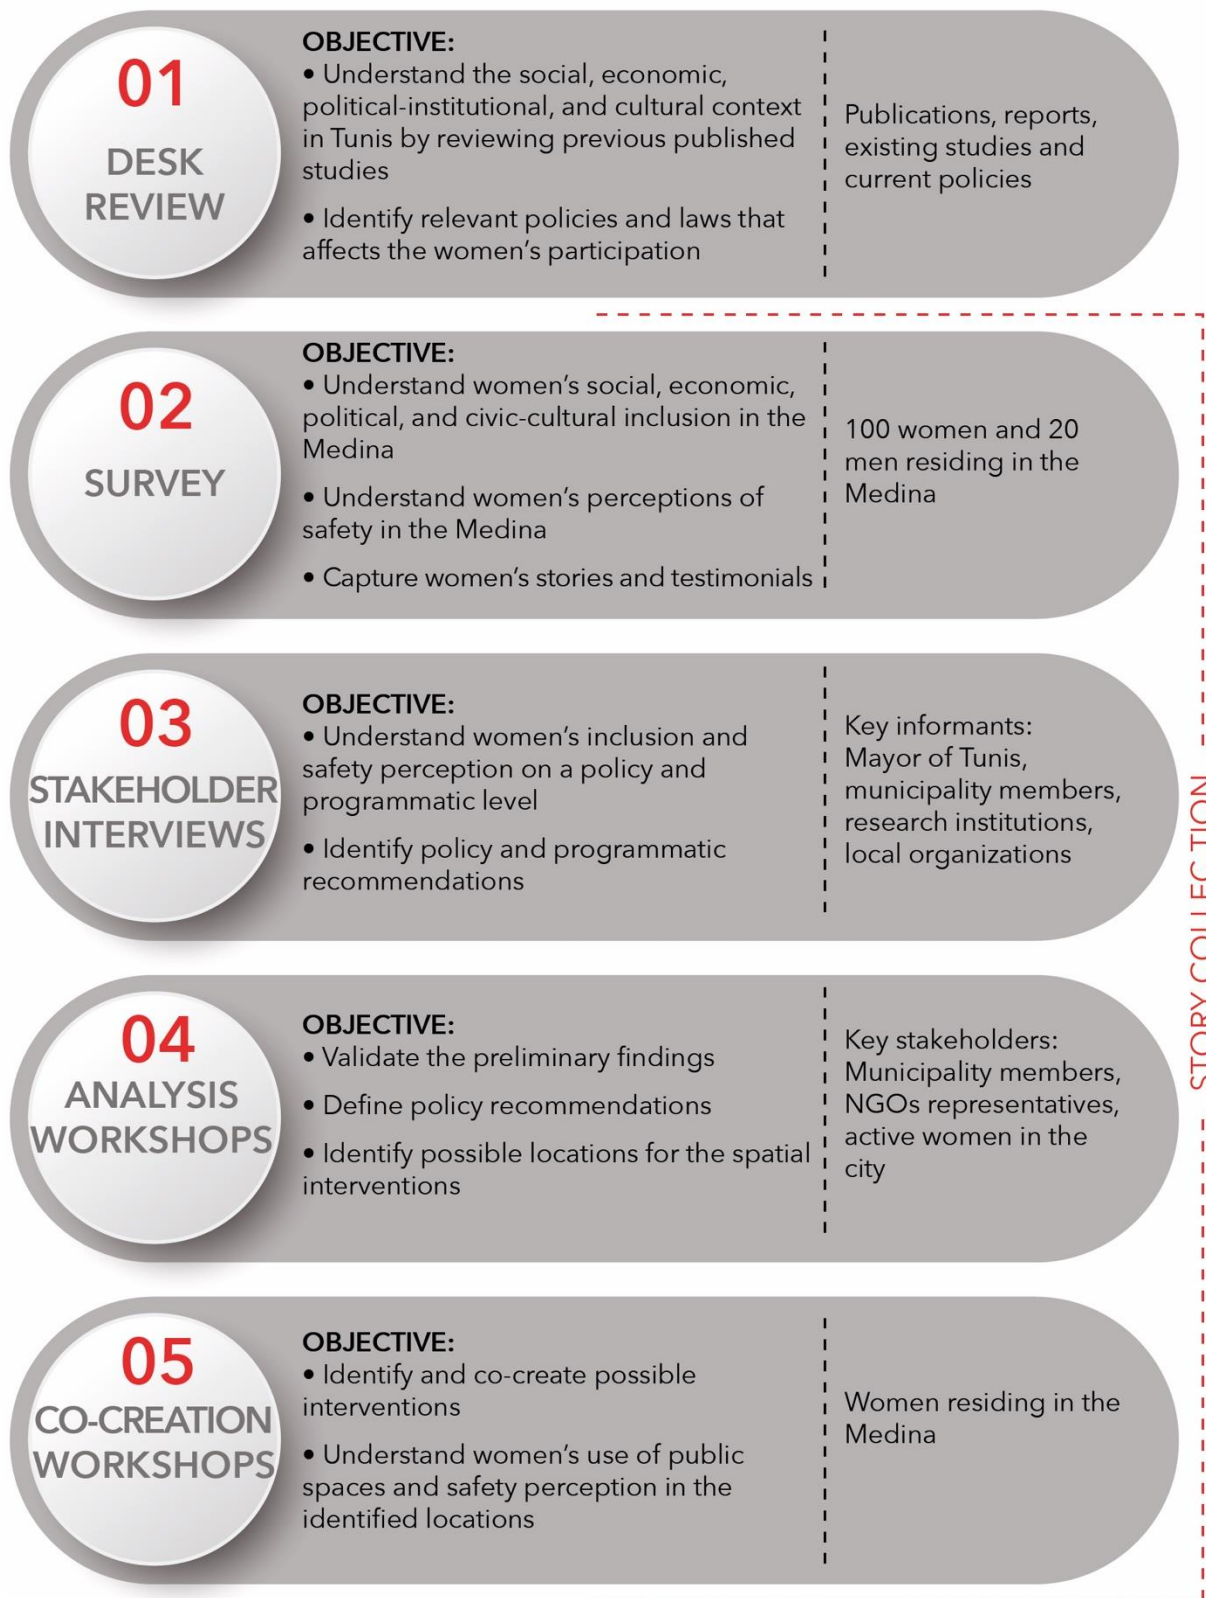 01
DESK
REVIEW
OBJECTIVE:
• Understand the social, economic,
political-institutional, and cultural context
in Tunis by reviewing previous published
studies
• Identify relevant policies and laws that
affects the women's participation
Publications, reports,
existing studies and
current policies
02
SURVEY
OBJECTIVE:
• Understand women's social, economic,
political, and civic-cultural inclusion in the
Medina
• Understand women's perceptions of
safety in the Medina
• Capture women's stories and testimonials
100 women and 20
men residing in the
Medina
03
STAKEHOLDER
INTERVIEWS
OBJECTIVE:
• Understand women's inclusion and
safety perception on a policy and
programmatic level
• Identify policy and programmatic
recommendations
Key informants:
Mayor of Tunis,
municipality members,
research institutions,
local organizations
04
ANALYSIS
WORKSHOPS
OBJECTIVE:
• Validate the preliminary findings
• Define policy recommendations
• Identify possible locations for the spatial
interventions
Key stakeholders:
Municipality members,
NGOs representatives,
active women in the
city
05
CO-CREATION
WORKSHOPS
OBJECTIVE:
• Identify and co-create possible
interventions
• Understand women's use of public
spaces and safety perception in the
identified locations
Women residing in the
Medina
STORY COLLECTION